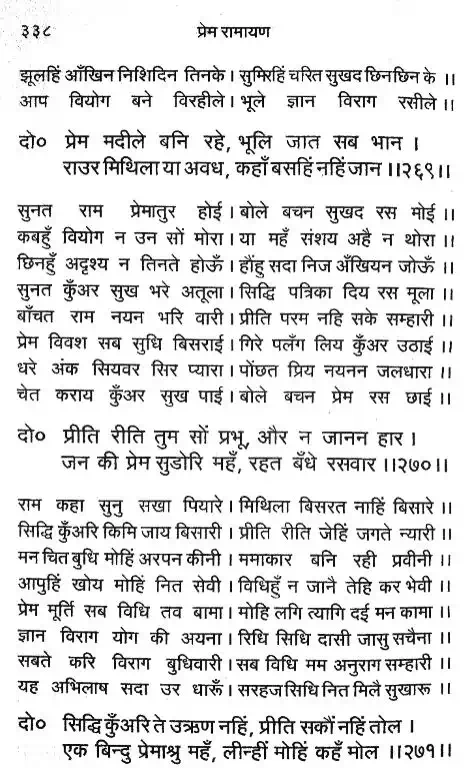 ३३८ प्रेम रामायण
झूलहिं आँखिन निशिदिन तिनके। सुमिरहिं चरित सुखद छिनछिन के ॥
आप वियोग बने विरहीले। भूले ज्ञान विराग रसीले॥
दो० प्रेम मदीले बनि रहे, भूलि जात सब भान ।
राउर मिथिला या अवध, कहाँ बसहिं नहिं जान ॥२६९॥
सुनत राम प्रेमातुर होई। बोले बचन सुखद रस मोई॥
कबहुँ वियोग न उन सों मोरा। या महँ संशय अहै न थोरा॥
छिनहुँ अदृश्य न तिनते होऊँ। हौंहु सदा निज अँखियन जोऊँ ॥
सुनत कुँअर सुख भरे अतूला। सिद्धि पत्रिका दिय रस मूला॥
बाँचत राम नयन भरि वारी। प्रीति परम नहि सके सम्हारी॥
प्रेम विवश सब सुधि बिसराई। गिरे पलँग लिय कुँअर उठाई ॥
धरे अंक सियवर सिर प्यारा। पोंछत प्रिय नयनन जलधारा॥
चेत कराय कुँअर सुख पाई। बोले बचन प्रेम रस छाई॥
दो० प्रीति रीति तुम सों प्रभू, और न जानन हार ।
जन की प्रेम सुडोरि महँ, रहत बँधे रसवार ॥२७०॥
राम कहा सुनु सखा पियारे। मिथिला बिसरत नाहिं बिसारे ॥
सिद्धि कुँअरि किमि जाय बिसारी। प्रीति रीति जेहिं जगते न्यारी॥
मन चित बुधि मोहिं अरपन कीनी। ममाकार बनि रही प्रवीनी॥
आपुहिं खोय मोहिं नित सेवी। विधिहुँ न जानै तेहि कर भेवी॥
प्रेम मूर्ति सब विधि तव बामा। मोहि लगि त्यागि दई मन कामा॥
ज्ञान विराग योग की अयना। रिधि सिधि दासी जासु सचैना॥
सबते करि विराग बुधिवारी। सब विधि मम अनुराग सम्हारी॥
यह अभिलाष सदा उर धारूँ। सरहज सिधि नित मिलै सुखारू॥
दो० सिद्धि कुँअरि ते उऋण नहिं, प्रीति सकौं नहिं तोल।
एक बिन्दु प्रेमाश्रु महँ, लीन्हीं मोहिं कहँ मोल ॥२७१॥